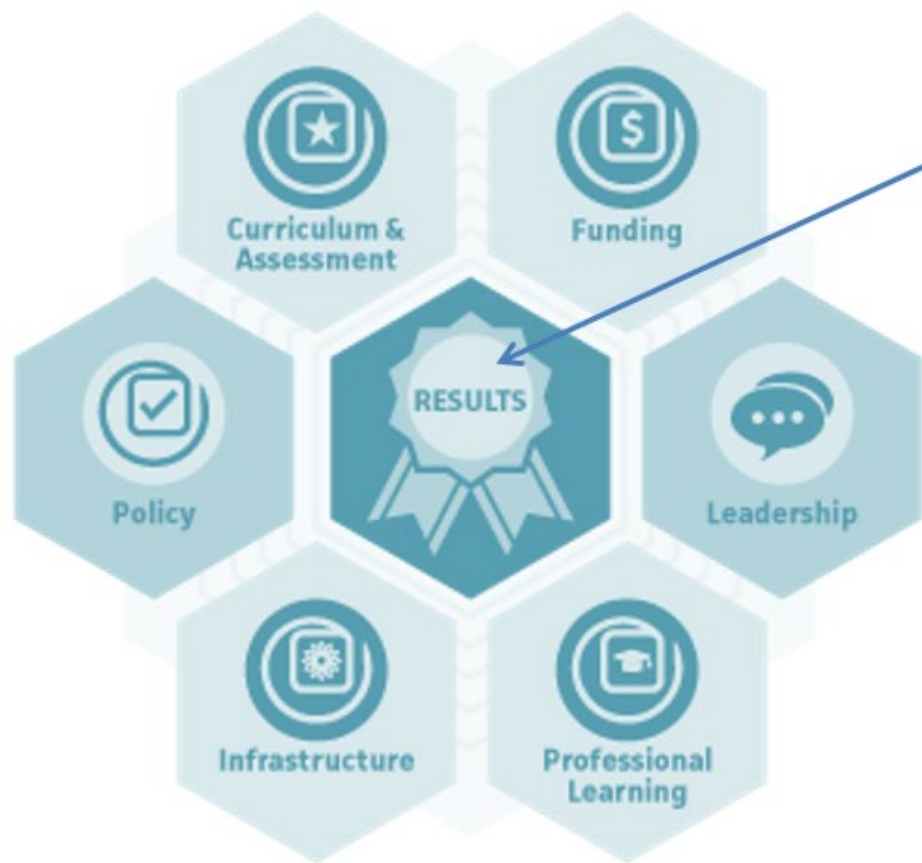 Curriculum &
Assessment
Funding
$
Policy
RESULTS
Leadership
Infrastructure
Professional
Learning